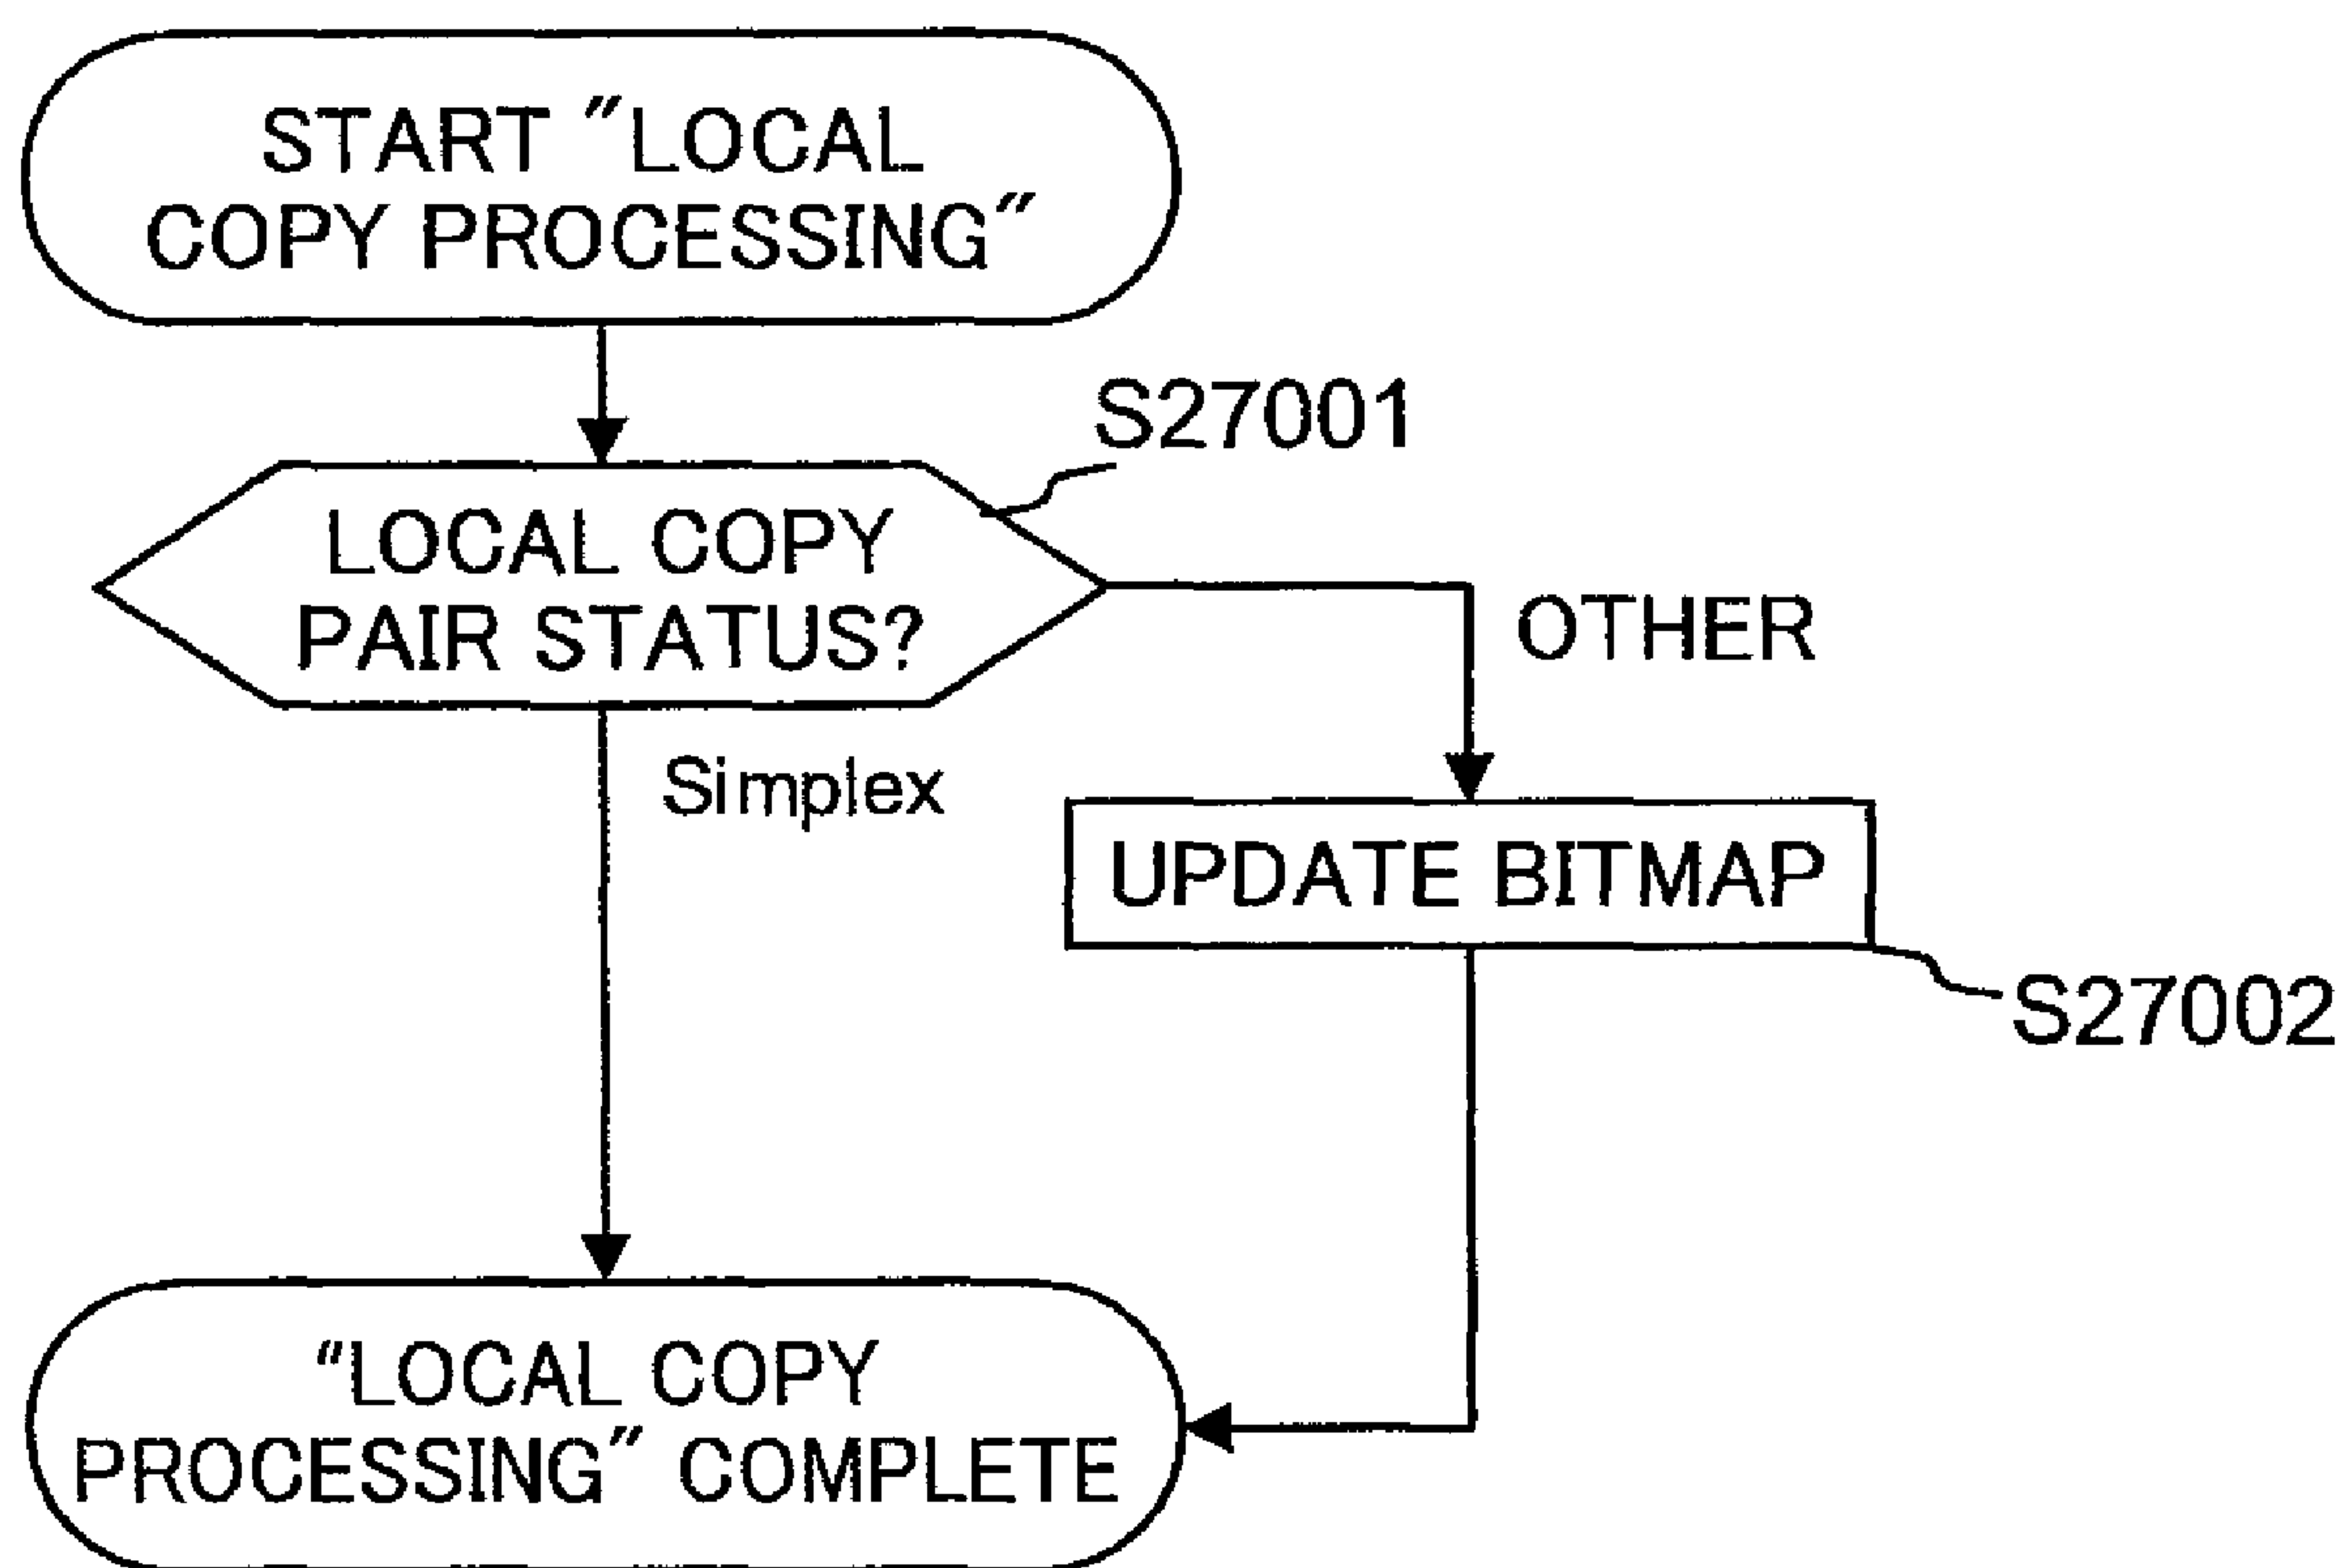 START "LOCAL
COPY PROCESSING"
S27001
LOCAL COPY
PAIR STATUS?
OTHER
Simplex
UPDATE BITMAP
S27002
"LOCAL COPY
PROCESSING" COMPLETE